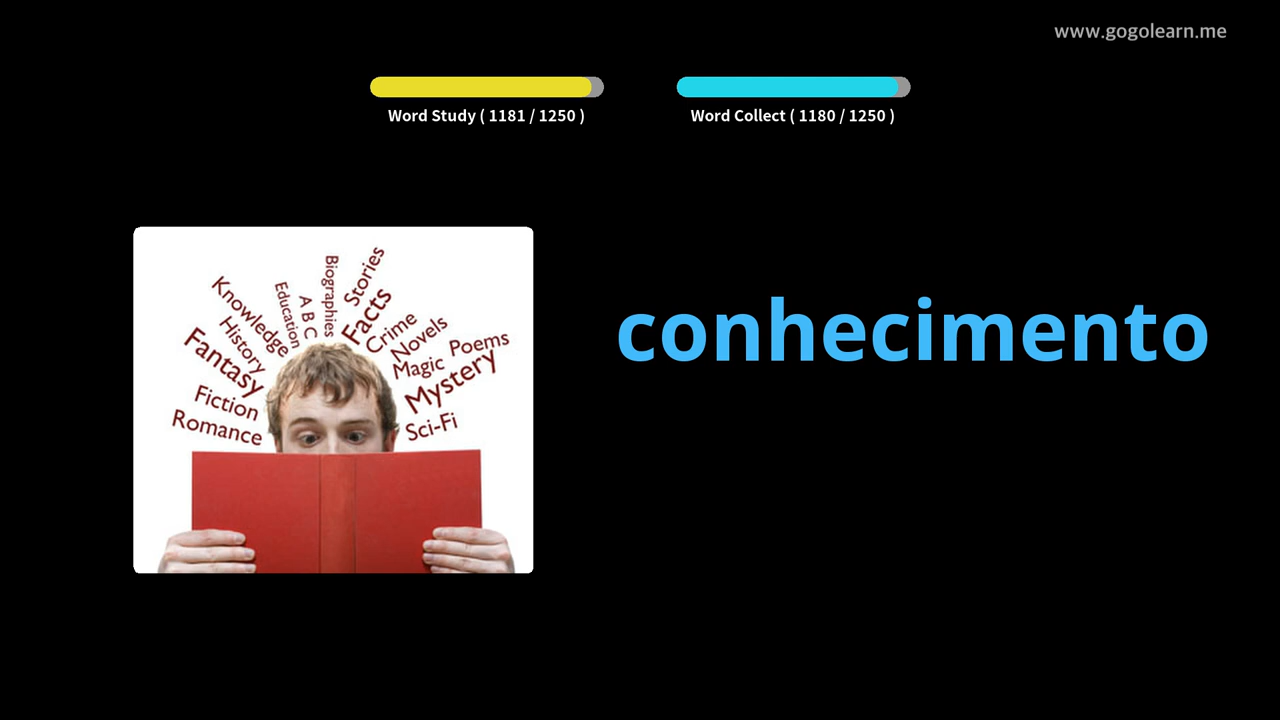 www.gogolearn.me
Word Study ( 1181 / 1250 )
Word Collect ( 1180 / 1250 )
conhecimento
Knowledge
Education
A B C
Biographies
Stories
Facts
History
Crime
Novels
Fantasy
Magic
Poems
Mystery
Fiction
Romance
Sci-Fi